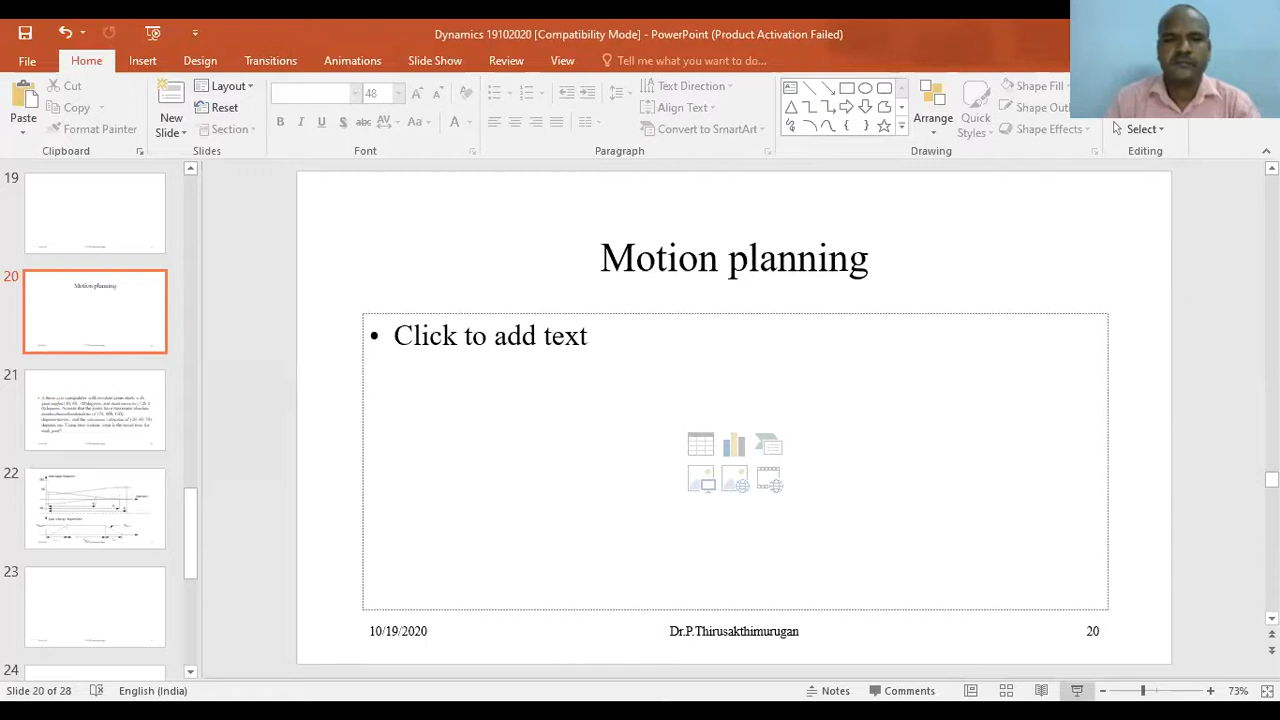 Dynamics 19102020 [Compatibility Mode] - PowerPoint (Product Activation Failed)
File Home Insert Design Transitions Animations Slide Show Review View Tell me what you want to do...
Paste
Cut
Copy
Format Painter
Clipboard
New Slide
Layout
Reset
Section
Slides
48
B I U S abc AV Aa A
Font
Text Direction
Align Text
Convert to SmartArt
Paragraph
Arrange
Quick Styles
Shape Fill
Shape Out
Shape Effects
Drawing
Select
Editing
19
20
Motion planning
21
22
23
24
Motion planning
• Click to add text
10/19/2020 Dr.P.Thirusakthimurugan 20
Slide 20 of 28 English (India) Notes Comments 73%